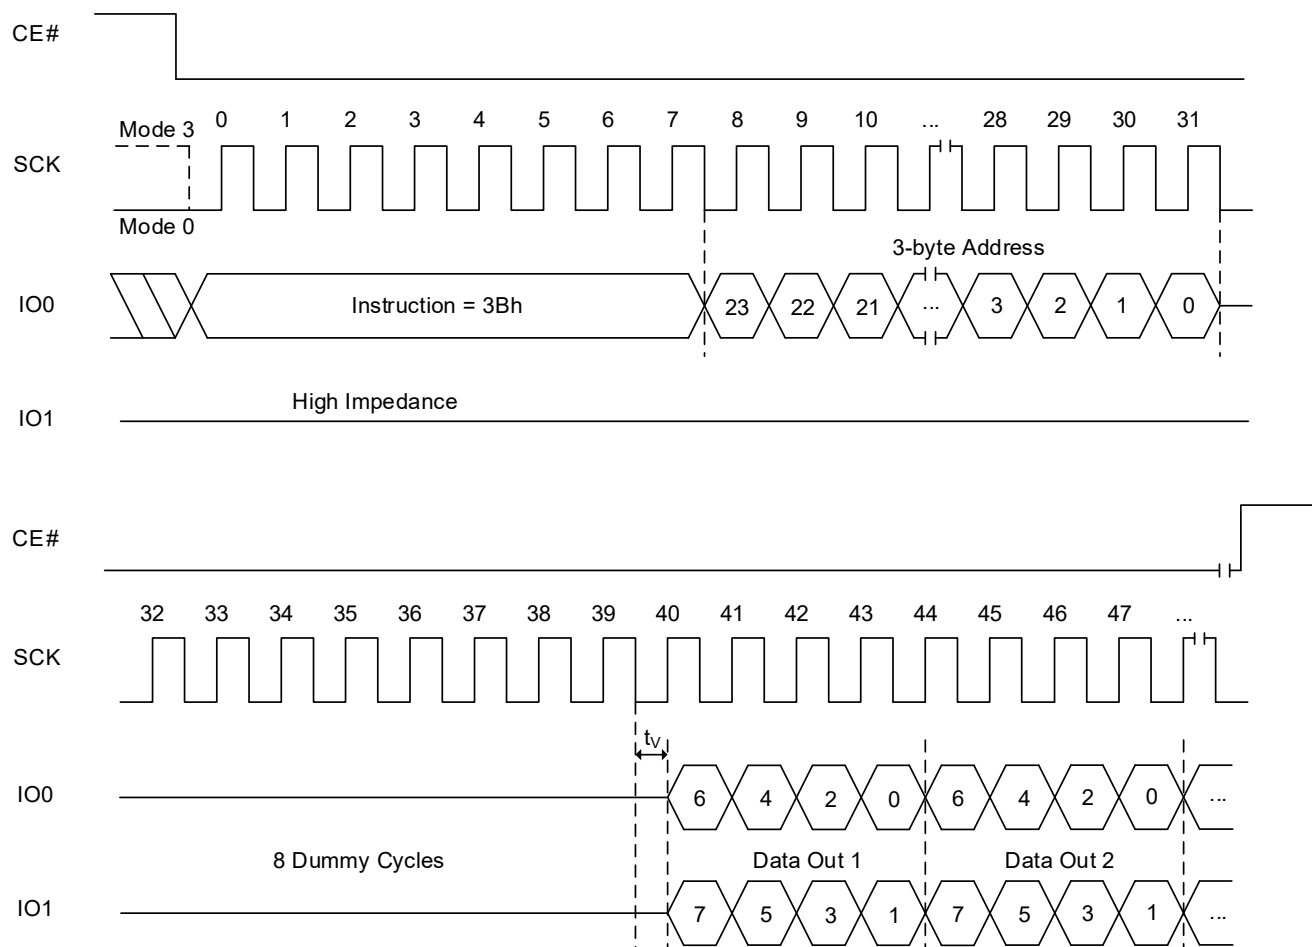 CE#
Mode 3 0 1 2 3 4 5 6 7 8 9 10 ... 28 29 30 31
SCK
Mode 0
3-byte Address
IO0 Instruction = 3Bh 23 22 21 ... 3 2 1 0
High Impedance
IO1
CE#
32 33 34 35 36 37 38 39 40 41 42 43 44 45 46 47 ...
SCK
tV
IO0 6 4 2 0 6 4 2 0 ...
8 Dummy Cycles Data Out 1 Data Out 2
IO1 7 5 3 1 7 5 3 1 ...